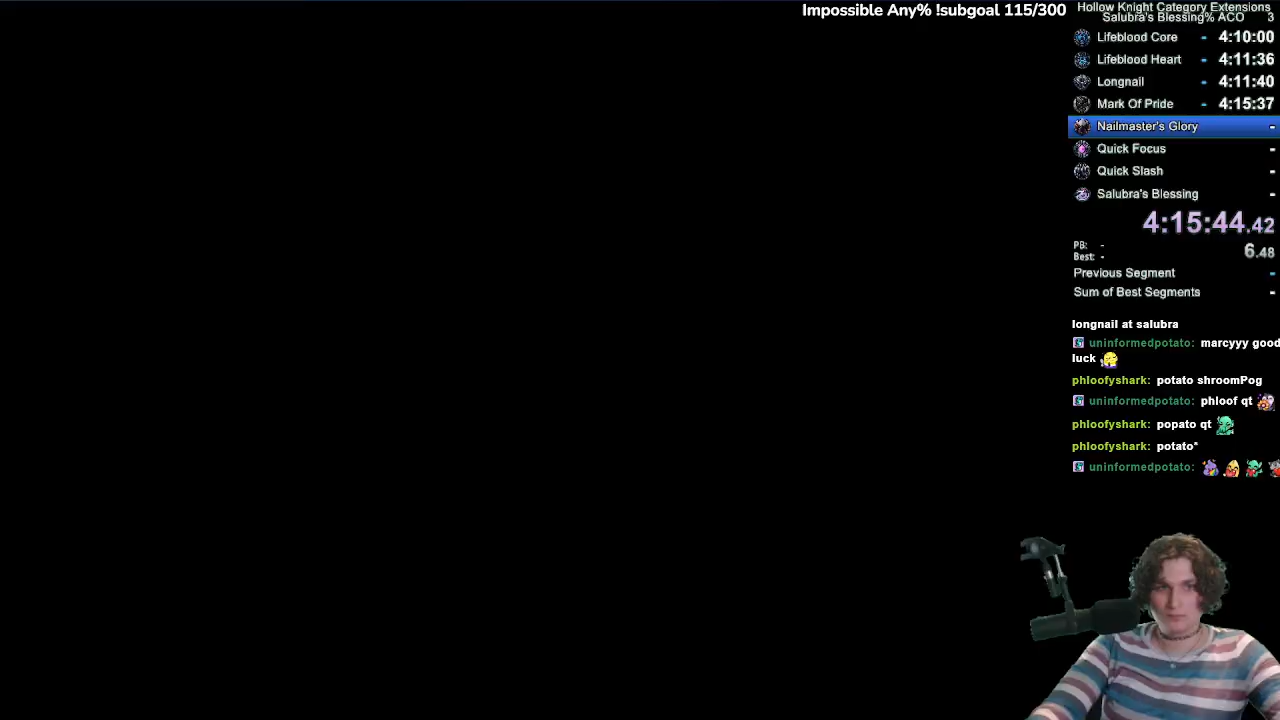 Impossible Any% !subgoal 115/300
Hollow Knight Category Extensions
Salubra's Blessing% ACO 3
Lifeblood Core - 4:10:00
Lifeblood Heart - 4:11:36
Longnail - 4:11:40
Mark Of Pride - 4:15:37
Nailmaster's Glory -
Quick Focus -
Quick Slash -
Salubra's Blessing -
4:15:44.42
PB: - 6.48
Best: -
Previous Segment -
Sum of Best Segments -
longnail at salubra
uninformedpotato: marcyyy good
luck
phloofyshark: potato shroomPog
uninformedpotato: phloof qt
phloofyshark: popato qt
phloofyshark: potato*
uninformedpotato: